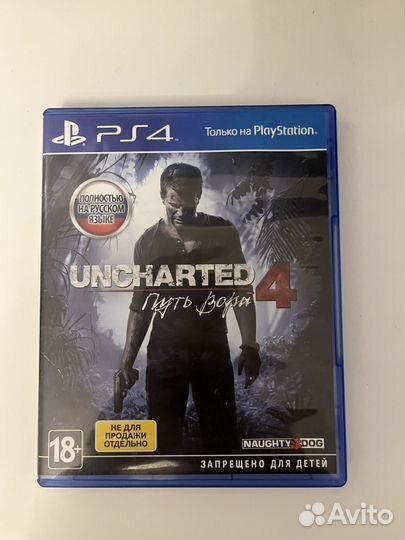 PS4
Только на PlayStation®
ПОЛНОСТЬЮ
НА РУССКОМ
ЯЗЫКЕ
UNCHARTED 4
Путь вора
НЕ ДЛЯ
ПРОДАЖИ
ОТДЕЛЬНО
18+
NAUGHTY DOG
ЗАПРЕЩЕНО ДЛЯ ДЕТЕЙ
Avito